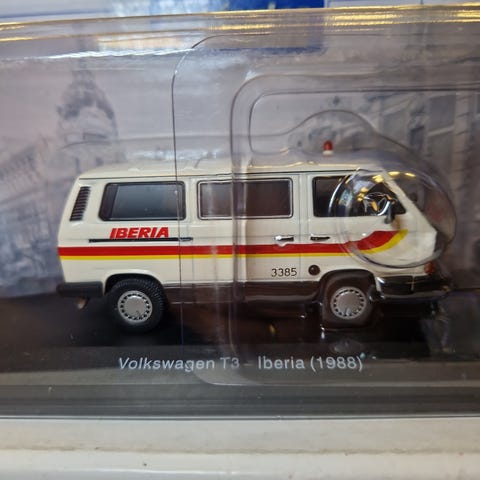 IBERIA
3385
Volkswagen T3 - Iberia (1988)